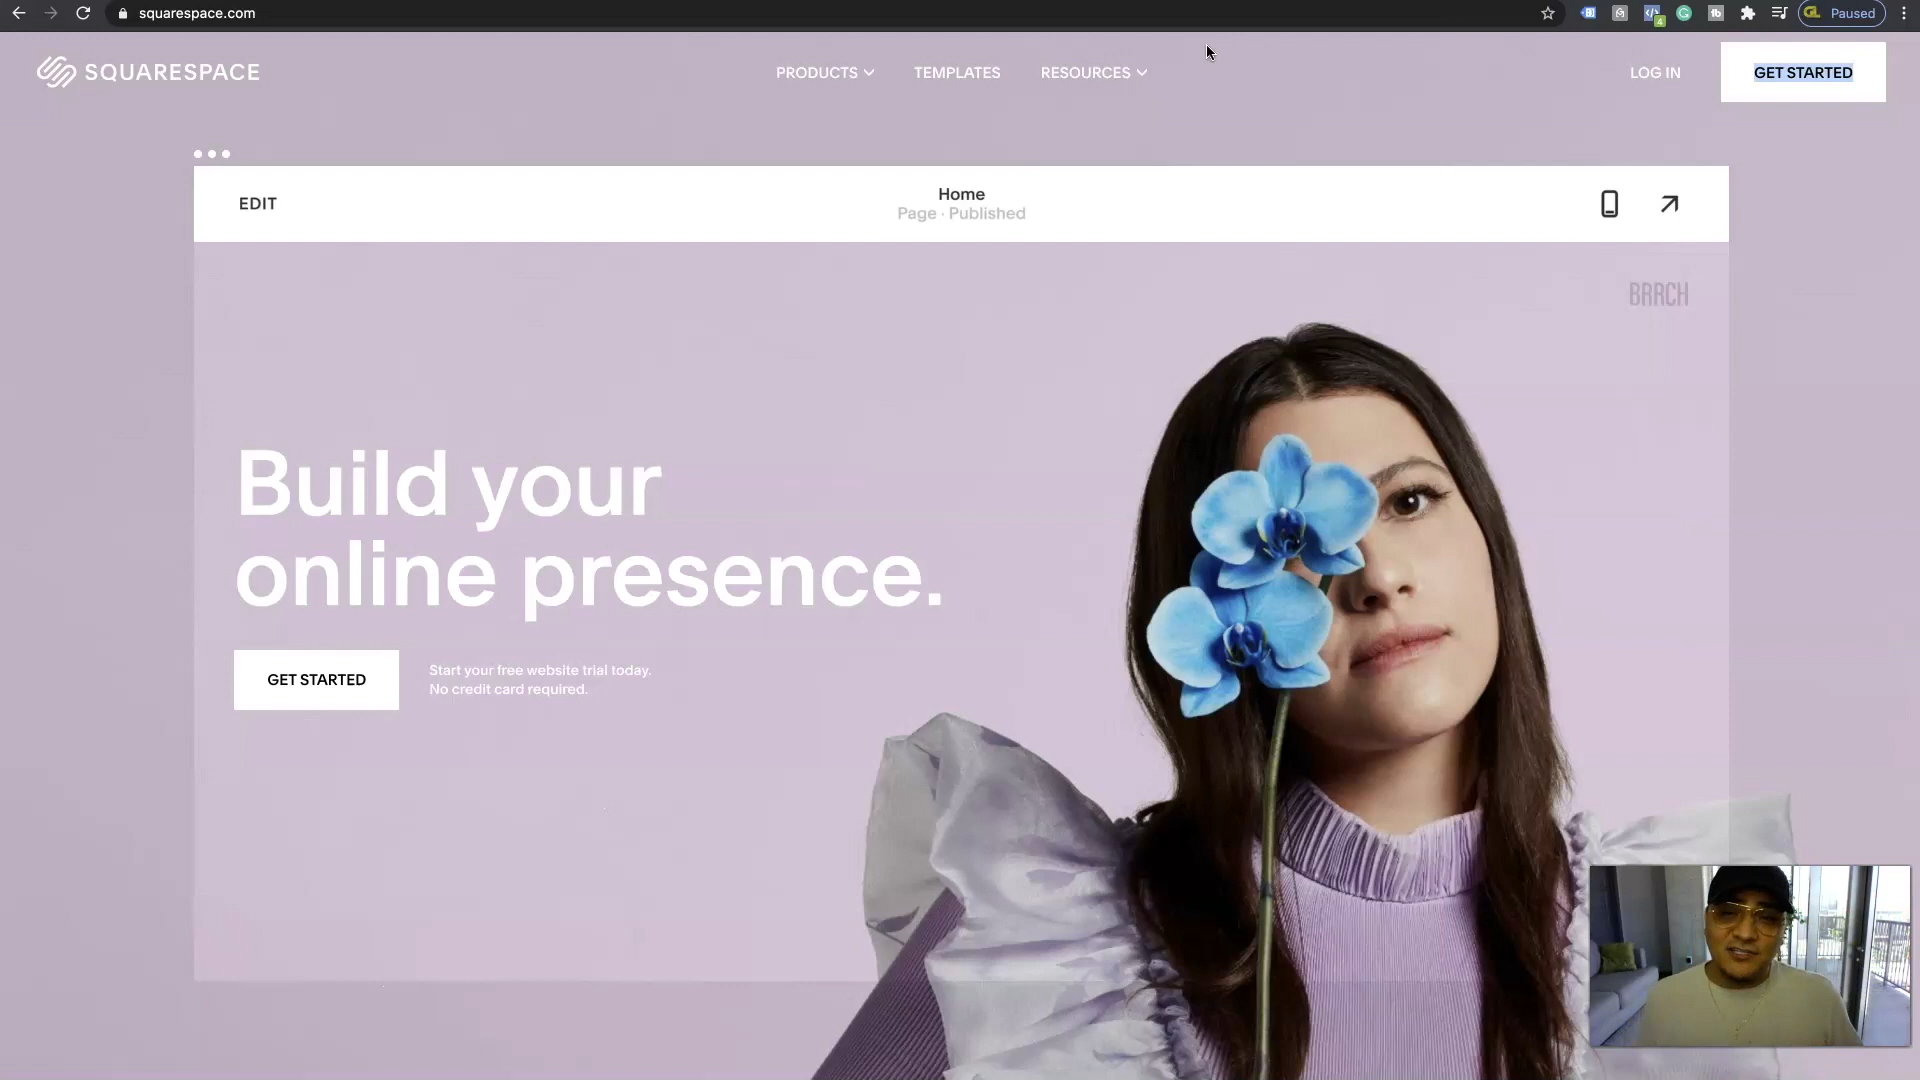 squarespace.com
4
Paused
SQUARESPACE
PRODUCTS
TEMPLATES
RESOURCES
LOG IN
GET STARTED
EDIT
Home
Page · Published
BRRCH
Build your
online presence.
GET STARTED
Start your free website trial today.
No credit card required.